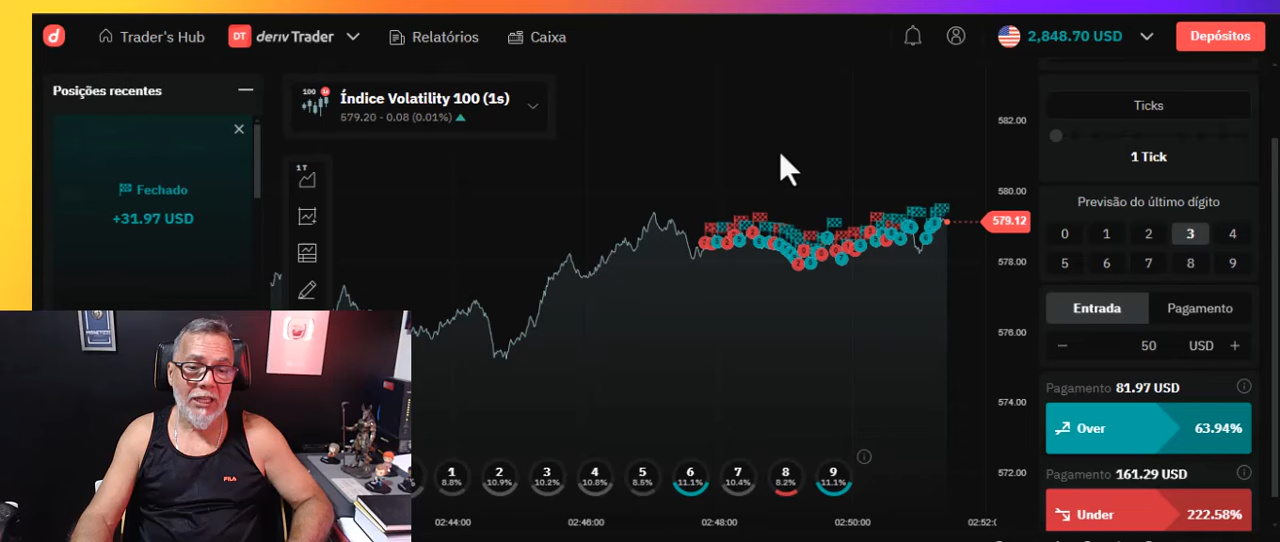 Trader's Hub
DT deriv Trader
Relatórios
Caixa
2,848.70 USD
Depósitos
Posições recentes
Fechado
+31.97 USD
100 1s
Índice Volatility 100 (1s)
579.20 - 0.08 (0.01%)
1 T
582.00
580.00
579.12
578.00
576.00
574.00
572.00
1 8.8%
2 10.9%
3 10.2%
4 10.8%
5 8.5%
6 11.1%
7 10.4%
8 8.2%
9 11.1%
02:44:00
02:46:00
02:48:00
02:50:00
02:52:(
Ticks
1 Tick
Previsão do último dígito
0 1 2 3 4
5 6 7 8 9
Entrada
Pagamento
50 USD
Pagamento 81.97 USD
Over 63.94%
Pagamento 161.29 USD
Under 222.58%
FILA